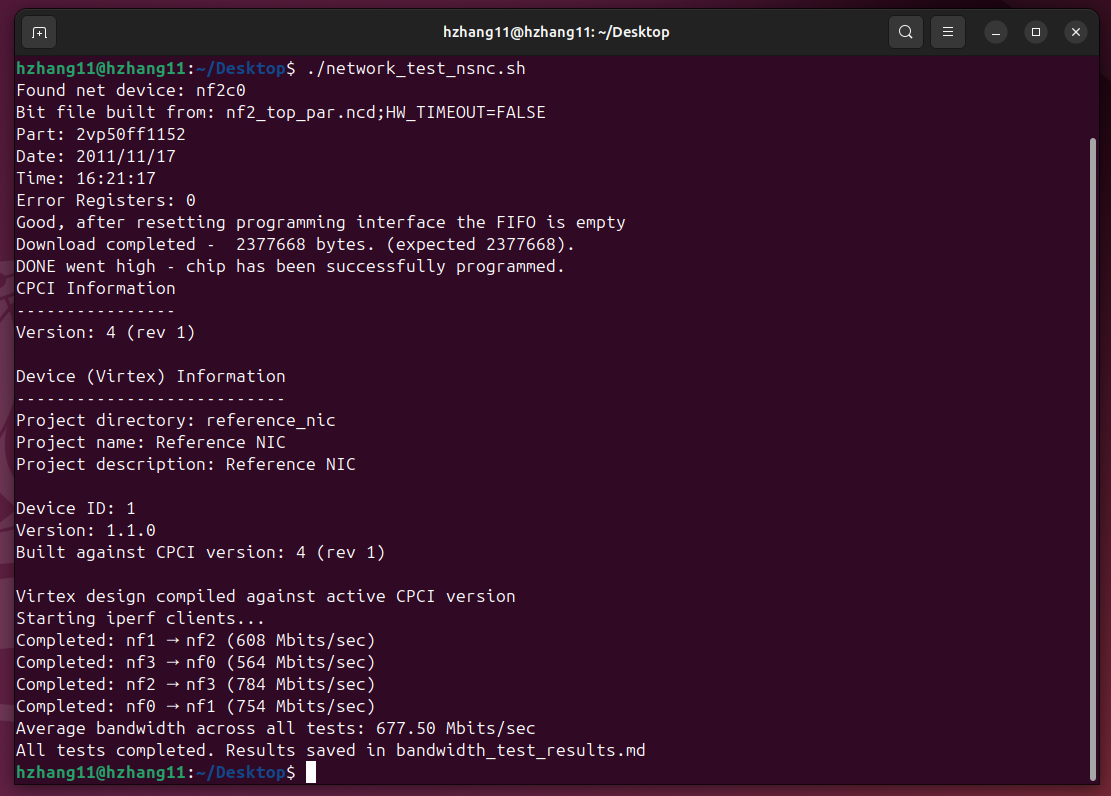 hzhang11@hzhang11: ~/Desktop
hzhang11@hzhang11:~/Desktop$ ./network_test_nsnc.sh
Found net device: nf2c0
Bit file built from: nf2_top_par.ncd;HW_TIMEOUT=FALSE
Part: 2vp50ff1152
Date: 2011/11/17
Time: 16:21:17
Error Registers: 0
Good, after resetting programming interface the FIFO is empty
Download completed -  2377668 bytes. (expected 2377668).
DONE went high - chip has been successfully programmed.
CPCI Information
----------------
Version: 4 (rev 1)
Device (Virtex) Information
---------------------------
Project directory: reference_nic
Project name: Reference NIC
Project description: Reference NIC
Device ID: 1
Version: 1.1.0
Built against CPCI version: 4 (rev 1)
Virtex design compiled against active CPCI version
Starting iperf clients...
Completed: nf1 → nf2 (608 Mbits/sec)
Completed: nf3 → nf0 (564 Mbits/sec)
Completed: nf2 → nf3 (784 Mbits/sec)
Completed: nf0 → nf1 (754 Mbits/sec)
Average bandwidth across all tests: 677.50 Mbits/sec
All tests completed. Results saved in bandwidth_test_results.md
hzhang11@hzhang11:~/Desktop$